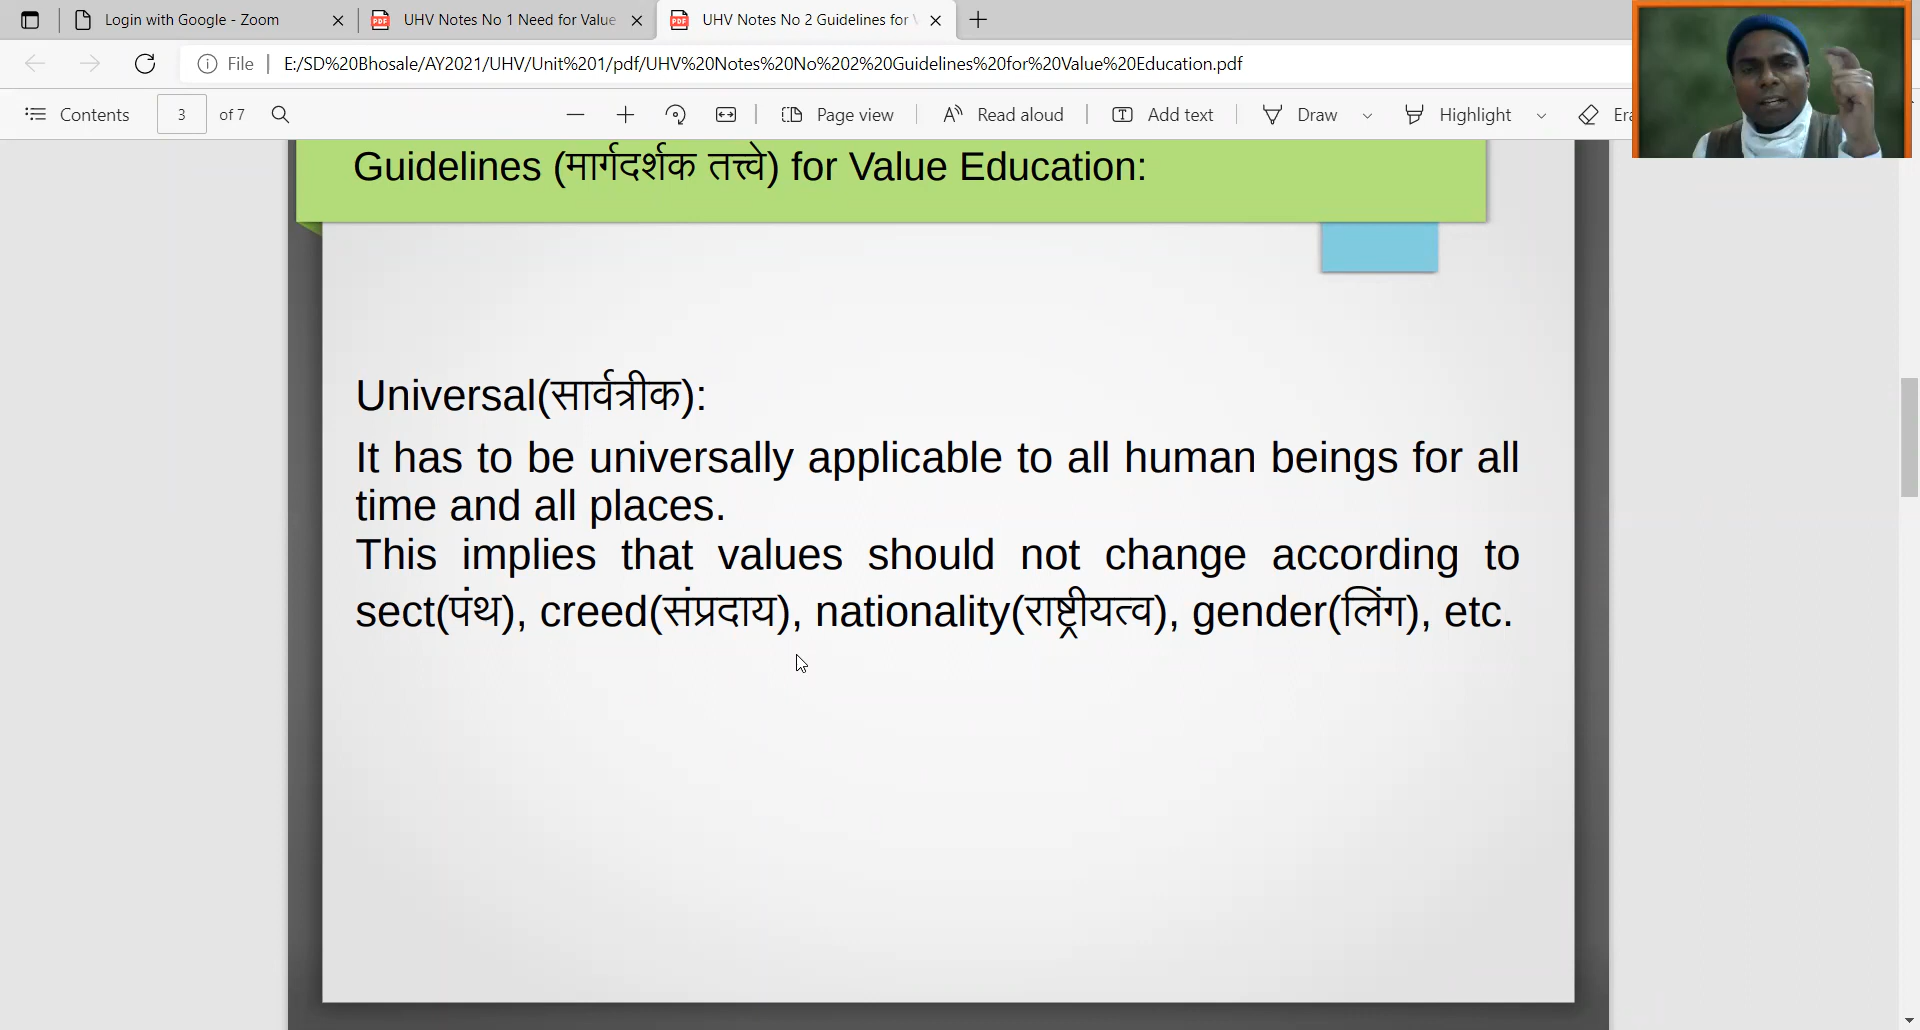 Login with Google - Zoom
UHV Notes No 1 Need for Value
UHV Notes No 2 Guidelines for
File
E:/SD%20Bhosale/AY2021/UHV/Unit%201/pdf/UHV%20Notes%20No%202%20Guidelines%20for%20Value%20Education.pdf
Contents 3 of 7 Page view Read aloud Add text Draw Highlight
Guidelines (मार्गदर्शक तत्त्वे) for Value Education:
Universal(सार्वत्रीक):
It has to be universally applicable to all human beings for all
time and all places.
This implies that values should not change according to
sect(पंथ), creed(संप्रदाय), nationality(राष्ट्रीयत्व), gender(लिंग), etc.